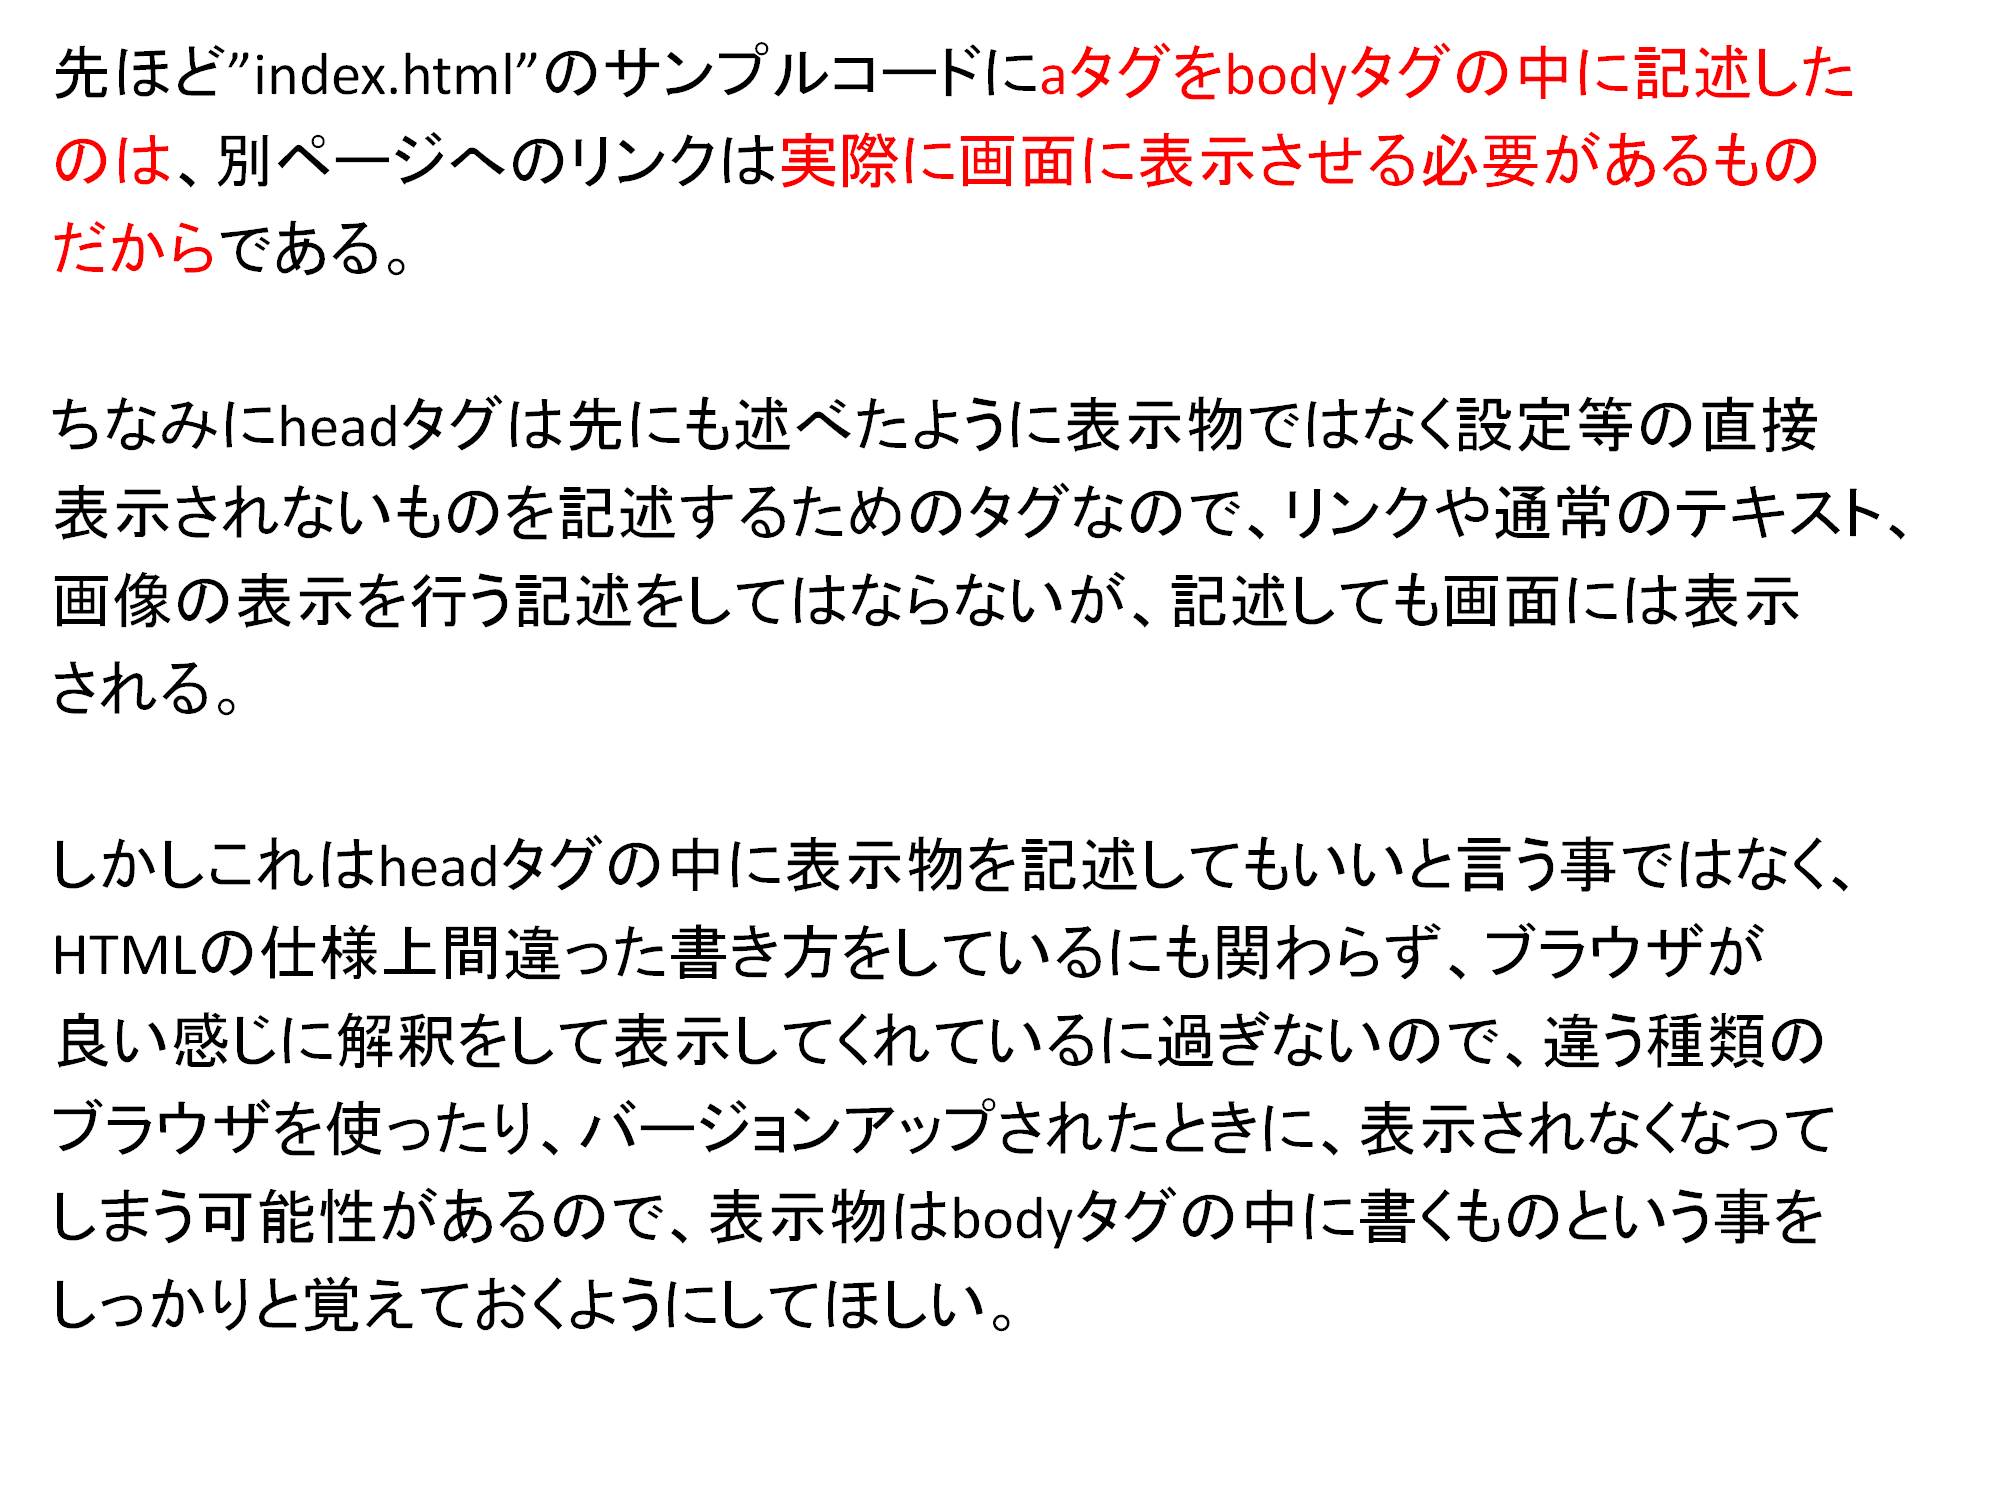 先ほど”index.html”のサンプルコードにaタグをbodyタグの中に記述した
のは、別ページへのリンクは実際に画面に表示させる必要があるもの
だからである。
ちなみにheadタグは先にも述べたように表示物ではなく設定等の直接
表示されないものを記述するためのタグなので、リンクや通常のテキスト、
画像の表示を行う記述をしてはならないが、記述しても画面には表示
される。
しかしこれはheadタグの中に表示物を記述してもいいと言う事ではなく、
HTMLの仕様上間違った書き方をしているにも関わらず、ブラウザが
良い感じに解釈をして表示してくれているに過ぎないので、違う種類の
ブラウザを使ったり、バージョンアップされたときに、表示されなくなって
しまう可能性があるので、表示物はbodyタグの中に書くものという事を
しっかりと覚えておくようにしてほしい。